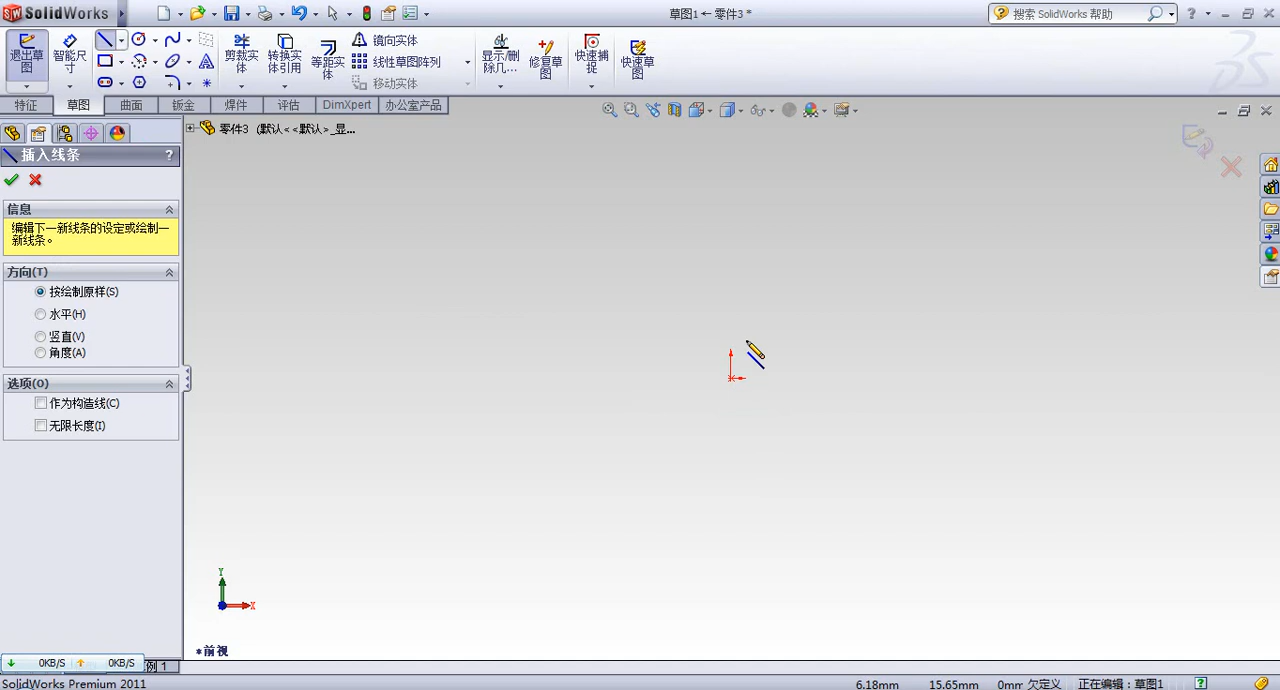 SolidWorks
草图1 ← 零件3 *
搜索 SolidWorks 帮助
退出草图
智能尺寸
剪裁实体
转换实体引用
等距实体
镜向实体
线性草图阵列
移动实体
显示/删除几...
修复草图
快速捕捉
快速草图
特征
草图
曲面
钣金
焊件
评估
DimXpert
办公室产品
零件3 (默认<<默认>_显...
插入线条
?
信息
编辑下一新线条的设定或绘制一
新线条。
方向(T)
按绘制原样(S)
水平(H)
竖直(V)
角度(A)
选项(O)
作为构造线(C)
无限长度(I)
Y
X
*前视
0KB/S
0KB/S
例 1
SolidWorks Premium 2011
6.18mm
15.65mm
0mm
欠定义
正在编辑：草图1